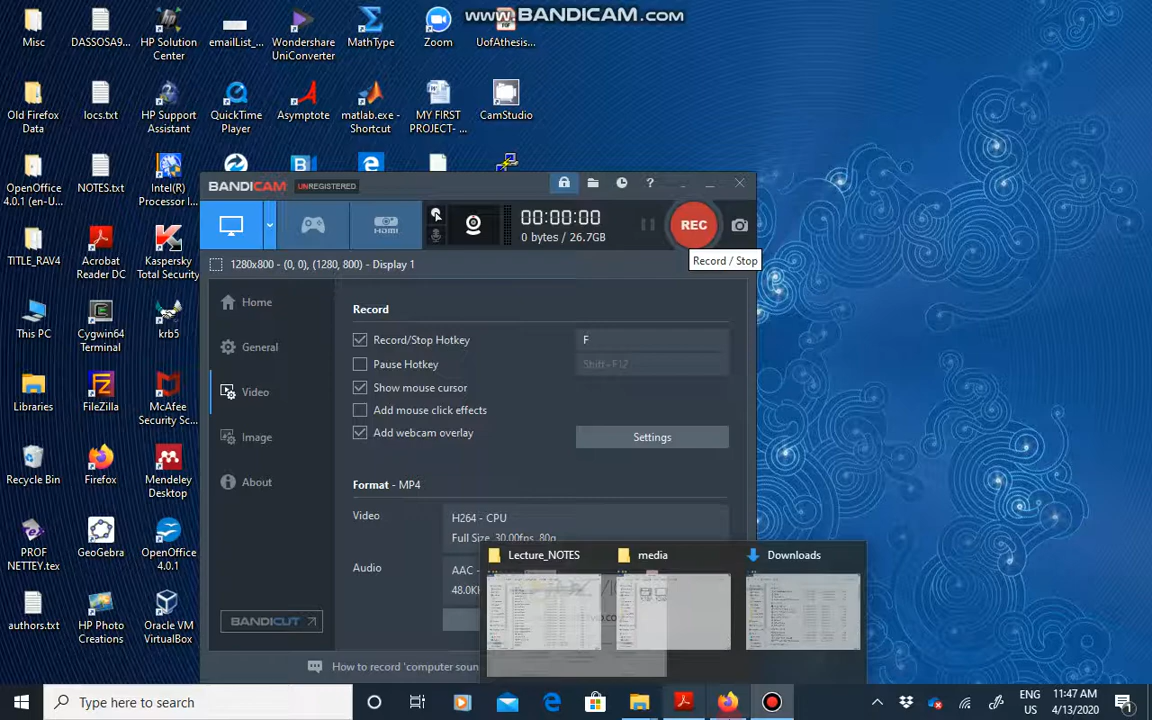 www.BANDICAM.com
Misc
DASSOSA9...
HP Solution
Center
emailList_...
Wondershare
UniConverter
MathType
Zoom
UofAthesis...
Old Firefox
Data
locs.txt
HP Support
Assistant
QuickTime
Player
Asymptote
matlab.exe -
Shortcut
MY FIRST
PROJECT- ...
CamStudio
OpenOffice
4.0.1 (en-U...
NOTES.txt
Intel(R)
Processor I...
TITLE_RAV4
Acrobat
Reader DC
Kaspersky
Total Security
This PC
Cygwin64
Terminal
krb5
Libraries
FileZilla
McAfee
Security Sc...
Recycle Bin
Firefox
Mendeley
Desktop
PROF
NETTEY.tex
GeoGebra
OpenOffice
4.0.1
authors.txt
HP Photo
Creations
Oracle VM
VirtualBox
BANDICAM UNREGISTERED
HDMI
00:00:00
0 bytes / 26.7GB
REC
Record / Stop
1280x800 - (0, 0), (1280, 800) - Display 1
Home
General
Video
Image
About
BANDICUT
Record
Record/Stop Hotkey
F
Pause Hotkey
Shift+F12
Show mouse cursor
Add mouse click effects
Add webcam overlay
Settings
Format - MP4
Video
H264 - CPU
Full Size, 30.00fps, 80q
Audio
AAC -
48.0K
How to record 'computer soun
Lecture_NOTES
media
Downloads
Type here to search
ENG
US
11:47 AM
4/13/2020
1